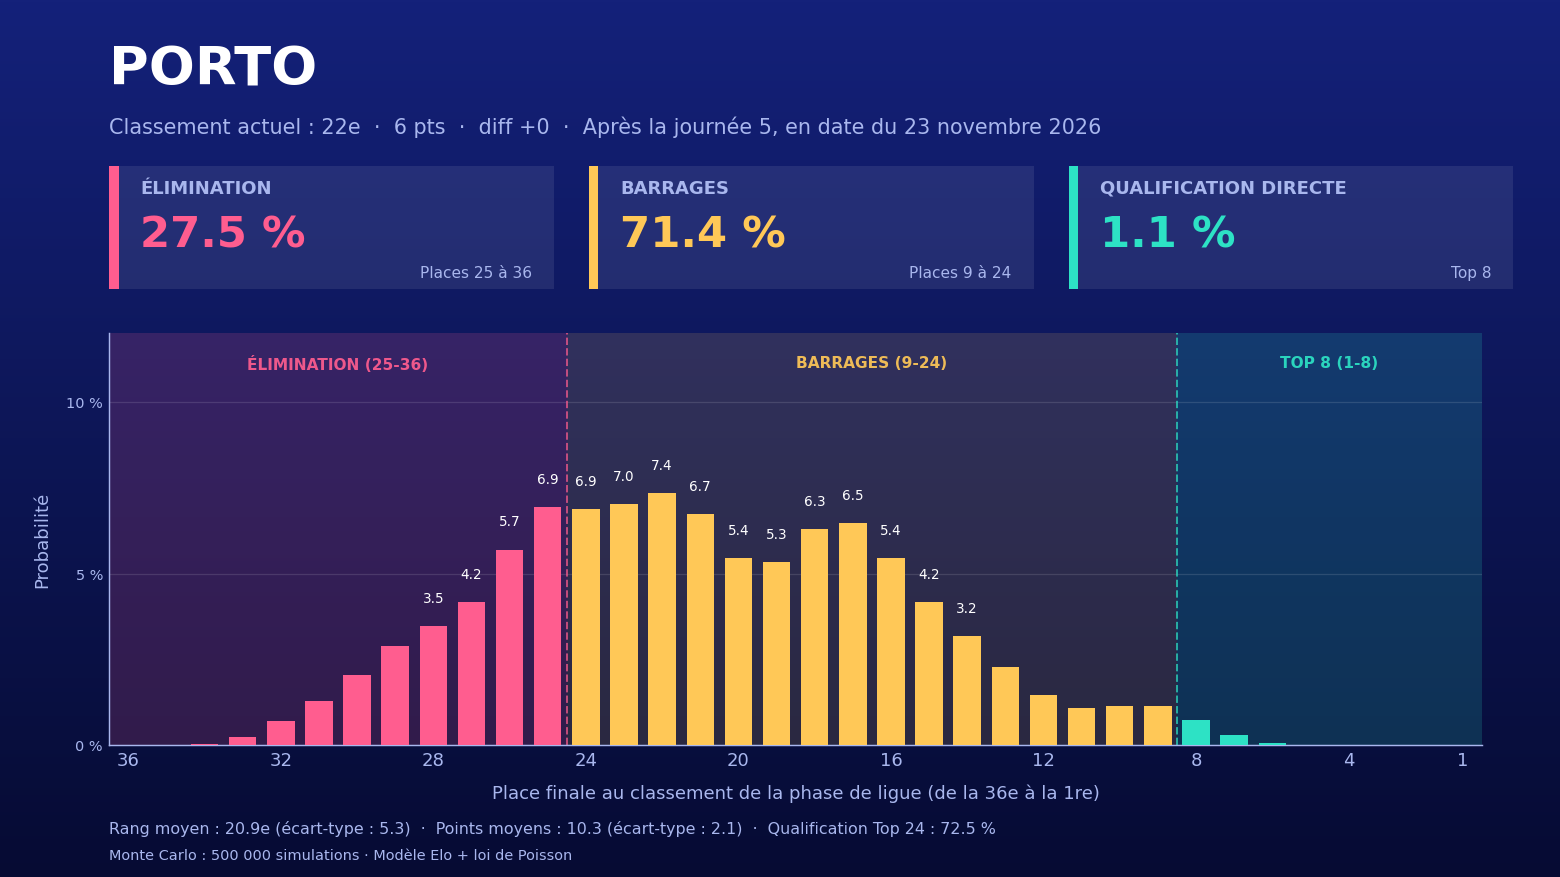 PORTO
Classement actuel : 22e · 6 pts · diff +0 · Après la journée 5, en date du 23 novembre 2026
ÉLIMINATION
27.5 %
Places 25 à 36
BARRAGES
71.4 %
Places 9 à 24
QUALIFICATION DIRECTE
1.1 %
Top 8
ÉLIMINATION (25-36)
BARRAGES (9-24)
TOP 8 (1-8)
Probabilité
10 %
5 %
0 %
3.5
4.2
5.7
6.9
6.9
7.0
7.4
6.7
5.4
5.3
6.3
6.5
5.4
4.2
3.2
36 32 28 24 20 16 12 8 4 1
Place finale au classement de la phase de ligue (de la 36e à la 1re)
Rang moyen : 20.9e (écart-type : 5.3) · Points moyens : 10.3 (écart-type : 2.1) · Qualification Top 24 : 72.5 %
Monte Carlo : 500 000 simulations · Modèle Elo + loi de Poisson